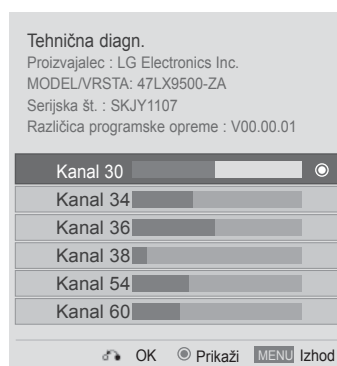 Tehnična diagn.
Proizvajalec : LG Electronics Inc.
MODEL/VRSTA: 47LX9500-ZA
Serijska št. : SKJY1107
Različica programske opreme : V00.00.01
Kanal 30
Kanal 34
Kanal 36
Kanal 38
Kanal 54
Kanal 60
OK Prikaži MENU Izhod